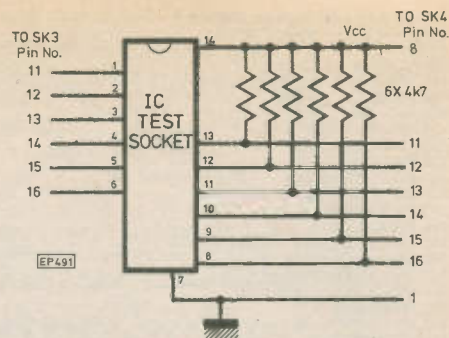 TO SK3
Pin No.
TO SK4
Pin No.
Vcc
14
8
6X 4k7
IC
TEST
SOCKET
11 1
12 2
13 3
14 4
15 5
16 6
13 11
12 12
11 13
10 14
9 15
8 16
7
1
EP491